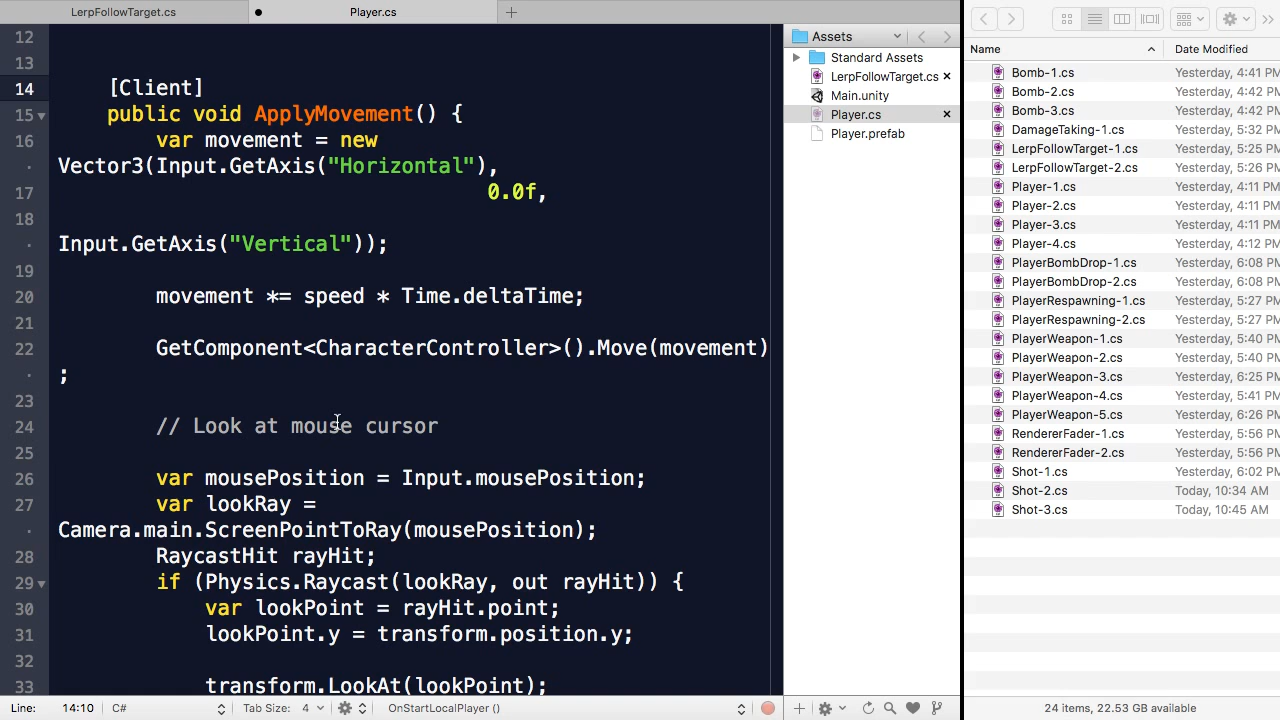 LerpFollowTarget.cs
Player.cs
12
13
14 [Client]
15 public void ApplyMovement() {
16 var movement = new
Vector3(Input.GetAxis("Horizontal"),
17 0.0f,
18
Input.GetAxis("Vertical"));
19
20 movement *= speed * Time.deltaTime;
21
22 GetComponent<CharacterController>().Move(movement)
;
23
24 // Look at mouse cursor
25
26 var mousePosition = Input.mousePosition;
27 var lookRay =
Camera.main.ScreenPointToRay(mousePosition);
28 RaycastHit rayHit;
29 if (Physics.Raycast(lookRay, out rayHit)) {
30 var lookPoint = rayHit.point;
31 lookPoint.y = transform.position.y;
32
33 transform.LookAt(lookPoint);
Line: 14:10 C# Tab Size: 4 OnStartLocalPlayer ()
Assets
Standard Assets
LerpFollowTarget.cs
Main.unity
Player.cs
Player.prefab
Name Date Modified
Bomb-1.cs Yesterday, 4:41 PM
Bomb-2.cs Yesterday, 4:42 PM
Bomb-3.cs Yesterday, 4:42 PM
DamageTaking-1.cs Yesterday, 5:32 PM
LerpFollowTarget-1.cs Yesterday, 5:25 PM
LerpFollowTarget-2.cs Yesterday, 5:26 PM
Player-1.cs Yesterday, 4:11 PM
Player-2.cs Yesterday, 4:11 PM
Player-3.cs Yesterday, 4:11 PM
Player-4.cs Yesterday, 4:12 PM
PlayerBombDrop-1.cs Yesterday, 6:08 PM
PlayerBombDrop-2.cs Yesterday, 6:08 PM
PlayerRespawning-1.cs Yesterday, 5:27 PM
PlayerRespawning-2.cs Yesterday, 5:27 PM
PlayerWeapon-1.cs Yesterday, 5:40 PM
PlayerWeapon-2.cs Yesterday, 5:40 PM
PlayerWeapon-3.cs Yesterday, 6:25 PM
PlayerWeapon-4.cs Yesterday, 5:41 PM
PlayerWeapon-5.cs Yesterday, 6:26 PM
RendererFader-1.cs Yesterday, 5:56 PM
RendererFader-2.cs Yesterday, 5:56 PM
Shot-1.cs Yesterday, 6:02 PM
Shot-2.cs Today, 10:34 AM
Shot-3.cs Today, 10:45 AM
24 items, 22.53 GB available